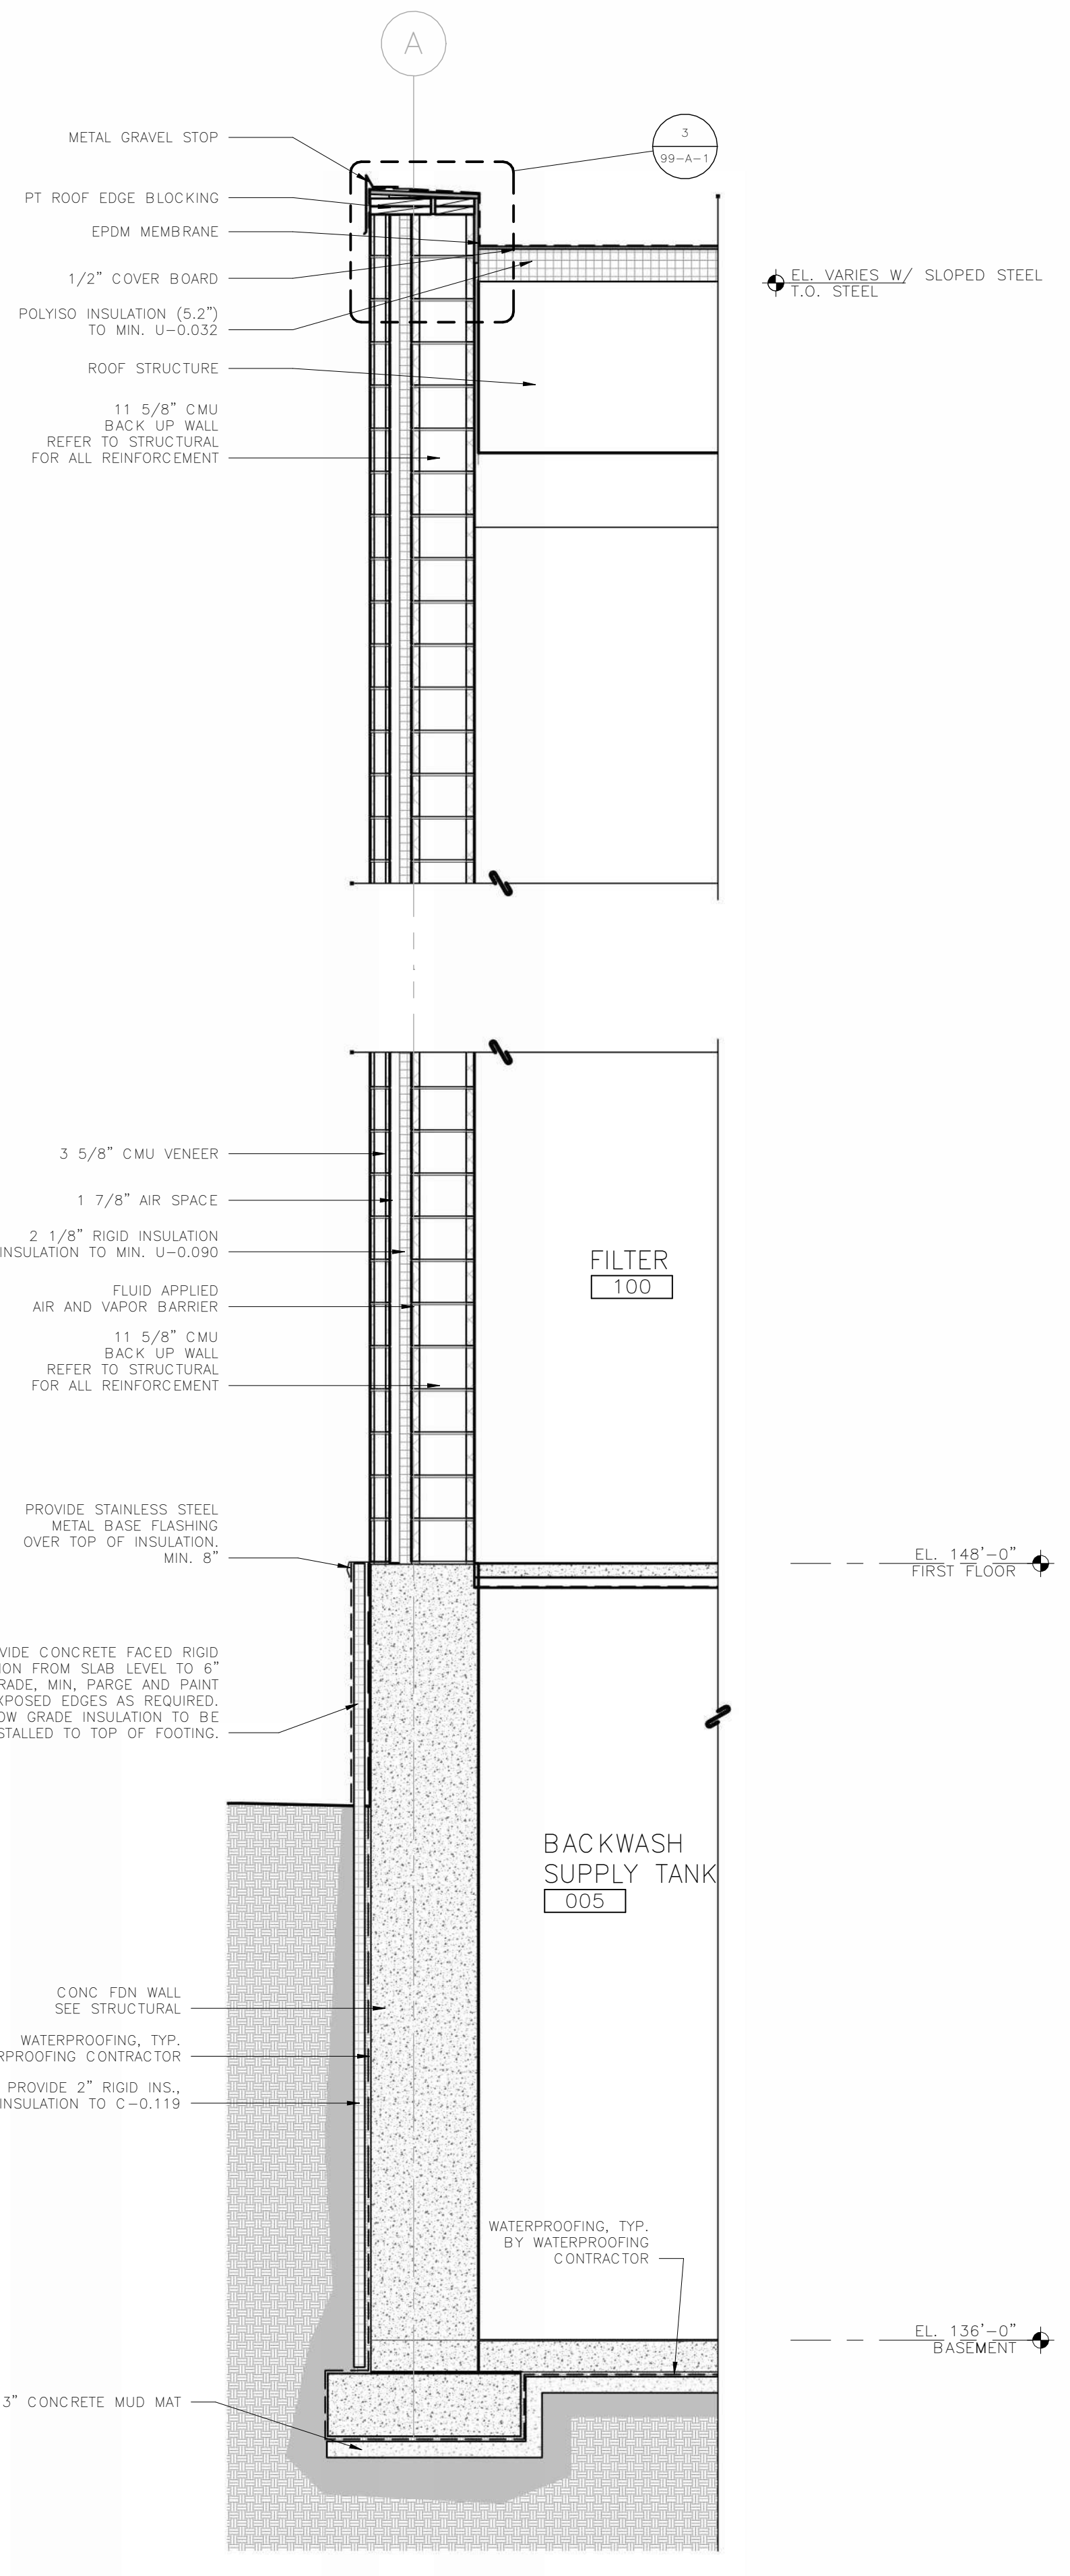 A
3
99-A-1
METAL GRAVEL STOP
PT ROOF EDGE BLOCKING
EPDM MEMBRANE
1/2" COVER BOARD
POLYISO INSULATION (5.2")
TO MIN. U-0.032
ROOF STRUCTURE
11 5/8" CMU
BACK UP WALL
REFER TO STRUCTURAL
FOR ALL REINFORCEMENT
EL. VARIES W/ SLOPED STEEL
T.O. STEEL
3 5/8" CMU VENEER
1 7/8" AIR SPACE
2 1/8" RIGID INSULATION
INSULATION TO MIN. U-0.090
FLUID APPLIED
AIR AND VAPOR BARRIER
11 5/8" CMU
BACK UP WALL
REFER TO STRUCTURAL
FOR ALL REINFORCEMENT
FILTER
100
PROVIDE STAINLESS STEEL
METAL BASE FLASHING
OVER TOP OF INSULATION.
MIN. 8"
EL. 148'-0"
FIRST FLOOR
VIDE CONCRETE FACED RIGID
ION FROM SLAB LEVEL TO 6"
RADE, MIN, PARGE AND PAINT
XPOSED EDGES AS REQUIRED.
OW GRADE INSULATION TO BE
STALLED TO TOP OF FOOTING.
BACKWASH
SUPPLY TANK
005
CONC FDN WALL
SEE STRUCTURAL
WATERPROOFING, TYP.
RPROOFING CONTRACTOR
PROVIDE 2" RIGID INS.,
INSULATION TO C-0.119
WATERPROOFING, TYP.
BY WATERPROOFING
CONTRACTOR
EL. 136'-0"
BASEMENT
3" CONCRETE MUD MAT